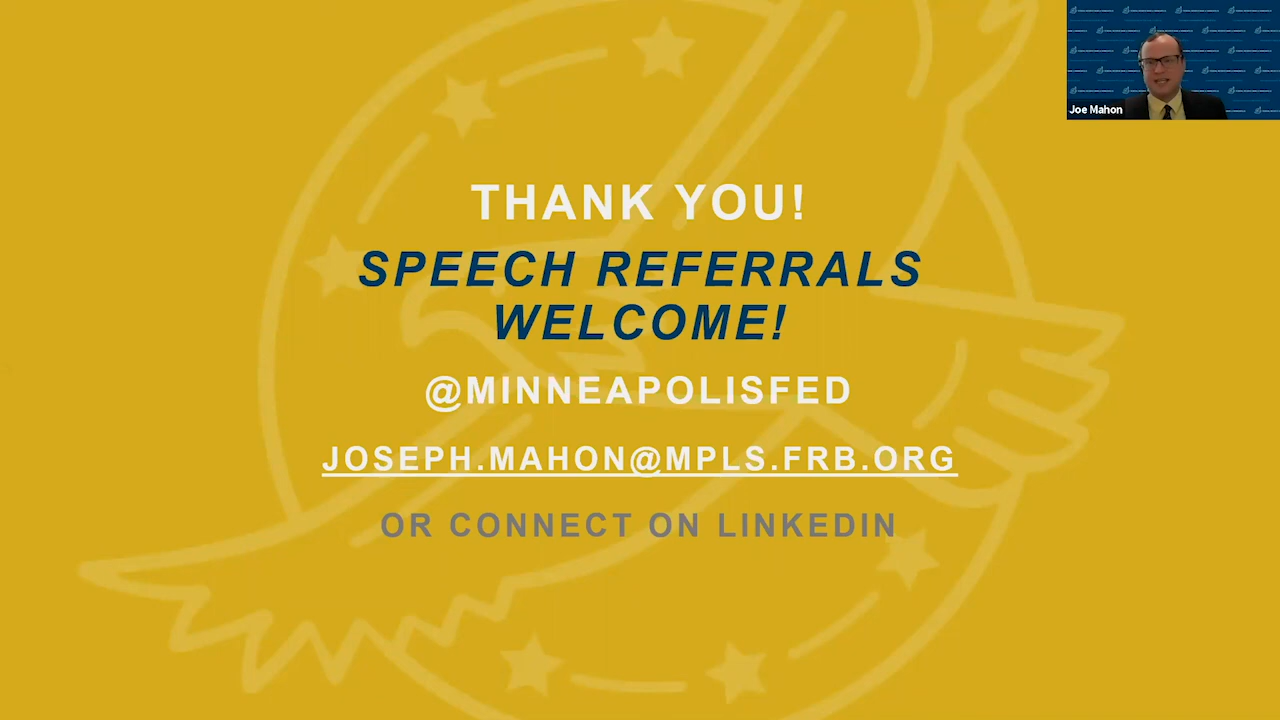 Joe Mahon
THANK YOU!
SPEECH REFERRALS
WELCOME!
@MINNEAPOLISFED
JOSEPH.MAHON@MPLS.FRB.ORG
OR CONNECT ON LINKEDIN